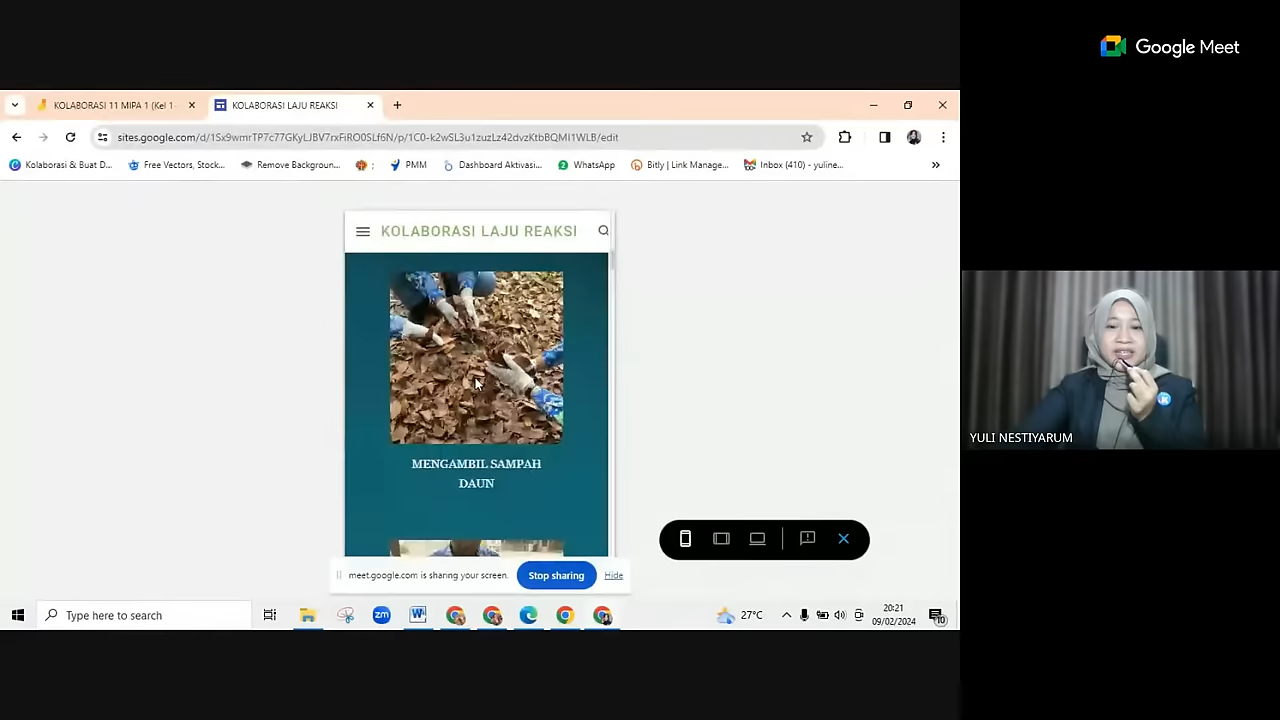 Google Meet
KOLABORASI 11 MIPA 1 (Kel 1
KOLABORASI LAJU REAKSI
sites.google.com/d/1Sx9wmrTP7c77GKyLJBV7rxFiRO0SLf6N/p/1C0-k2wSL3u1zuzLz42dvzKtbBQMI1WLB/edit
Kolaborasi & Buat D...
Free Vectors, Stock...
Remove Backgroun...
;
PMM
Dashboard Aktivasi...
WhatsApp
Bitly | Link Manage...
Inbox (410) - yuline...
KOLABORASI LAJU REAKSI
MENGAMBIL SAMPAH
DAUN
YULI NESTIYARUM
meet.google.com is sharing your screen.
Stop sharing
Hide
Type here to search
zm
W
27°C
20:21
09/02/2024
10